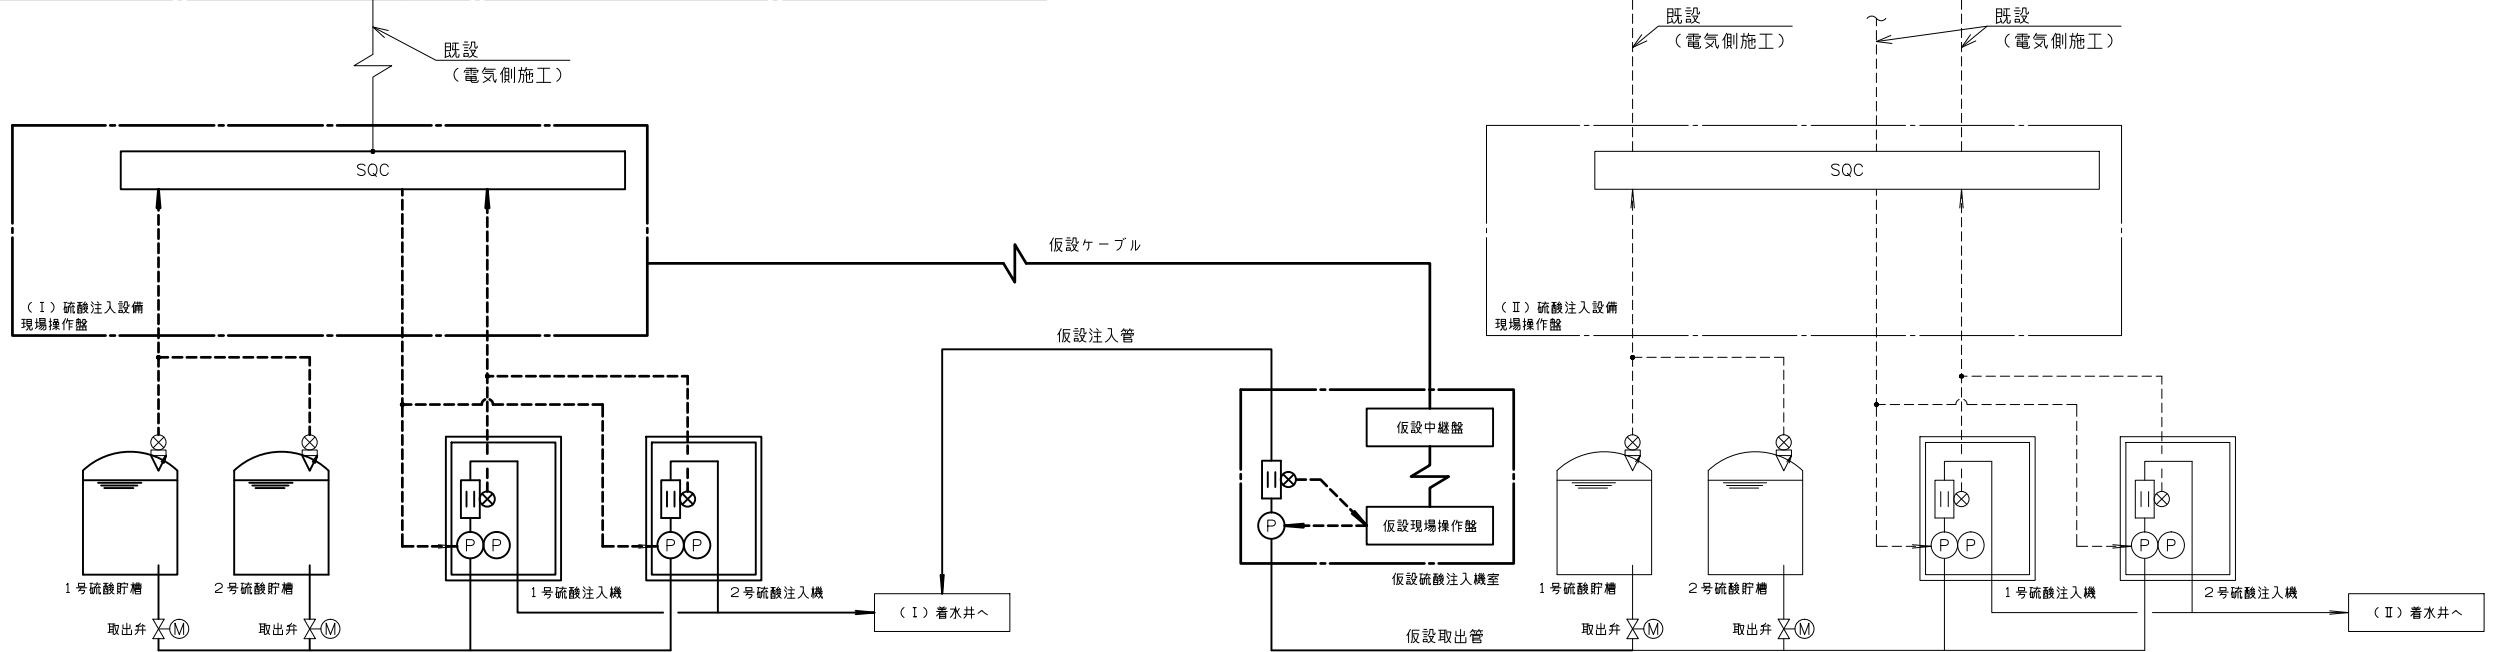 既設
(電気側施工)
既設
(電気側施工)
既設
(電気側施工)
SQC
SQC
仮設ケーブル
(Ⅰ)硫酸注入設備
現場操作盤
(Ⅱ)硫酸注入設備
現場操作盤
仮設注入管
仮設中継盤
仮設現場操作盤
P
P
P
P
P
P
P
P
P
仮設硫酸注入機室
1号硫酸貯槽
2号硫酸貯槽
1号硫酸注入機
2号硫酸注入機
1号硫酸貯槽
2号硫酸貯槽
1号硫酸注入機
2号硫酸注入機
(Ⅰ)着水井へ
(Ⅱ)着水井へ
取出弁
M
取出弁
M
仮設取出管
取出弁
M
取出弁
M